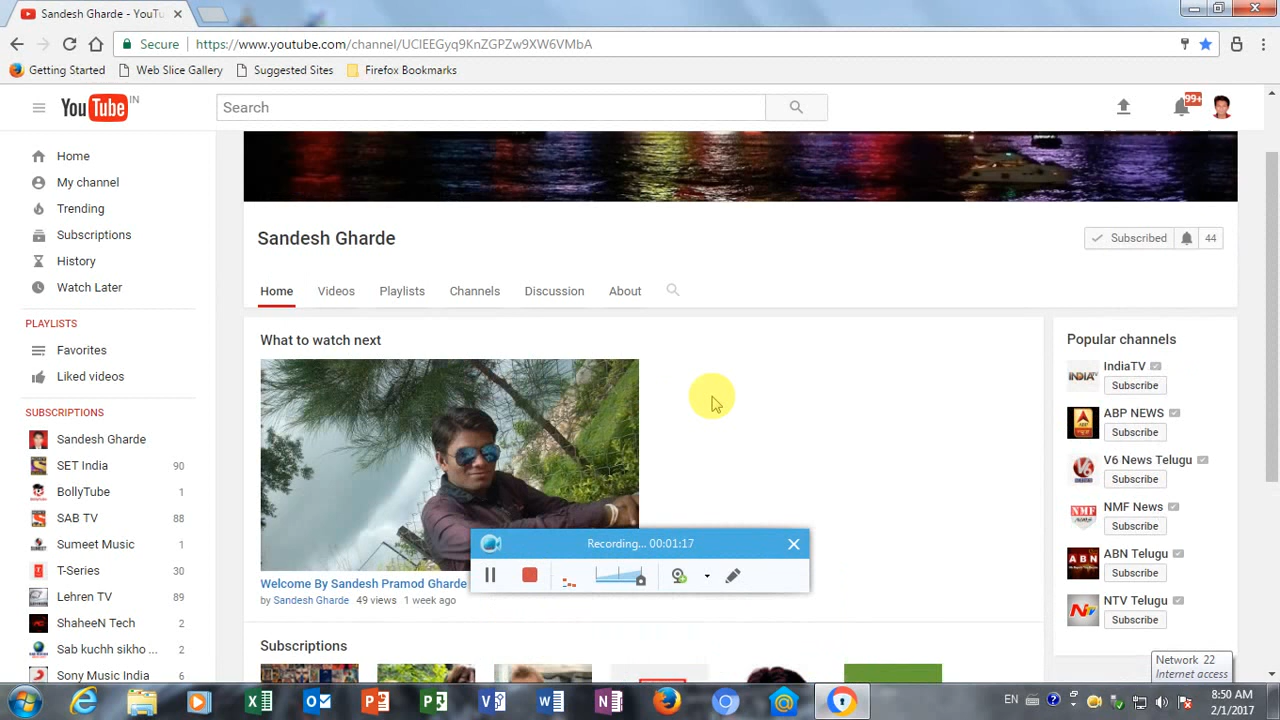 Sandesh Gharde - YouTu
Secure https://www.youtube.com/channel/UCIEEGyq9KnZGPZw9XW6VMbA
Getting Started Web Slice Gallery Suggested Sites Firefox Bookmarks
YouTube IN
Search
99+
Home
My channel
Trending
Subscriptions
History
Watch Later
PLAYLISTS
Favorites
Liked videos
SUBSCRIPTIONS
Sandesh Gharde
SET India 90
BollyTube 1
SAB TV 88
Sumeet Music 1
T-Series 30
Lehren TV 89
ShaheeN Tech 2
Sab kuchh sikho ... 2
Sony Music India 6
Sandesh Gharde
Subscribed 44
Home Videos Playlists Channels Discussion About
What to watch next
Welcome By Sandesh Pramod Gharde
by Sandesh Gharde 49 views 1 week ago
Recording... 00:01:17
Subscriptions
Popular channels
IndiaTV
Subscribe
ABP NEWS
Subscribe
V6 News Telugu
Subscribe
NMF News
Subscribe
ABN Telugu
Subscribe
NTV Telugu
Subscribe
Network 22
Internet access
EN
8:50 AM
2/1/2017